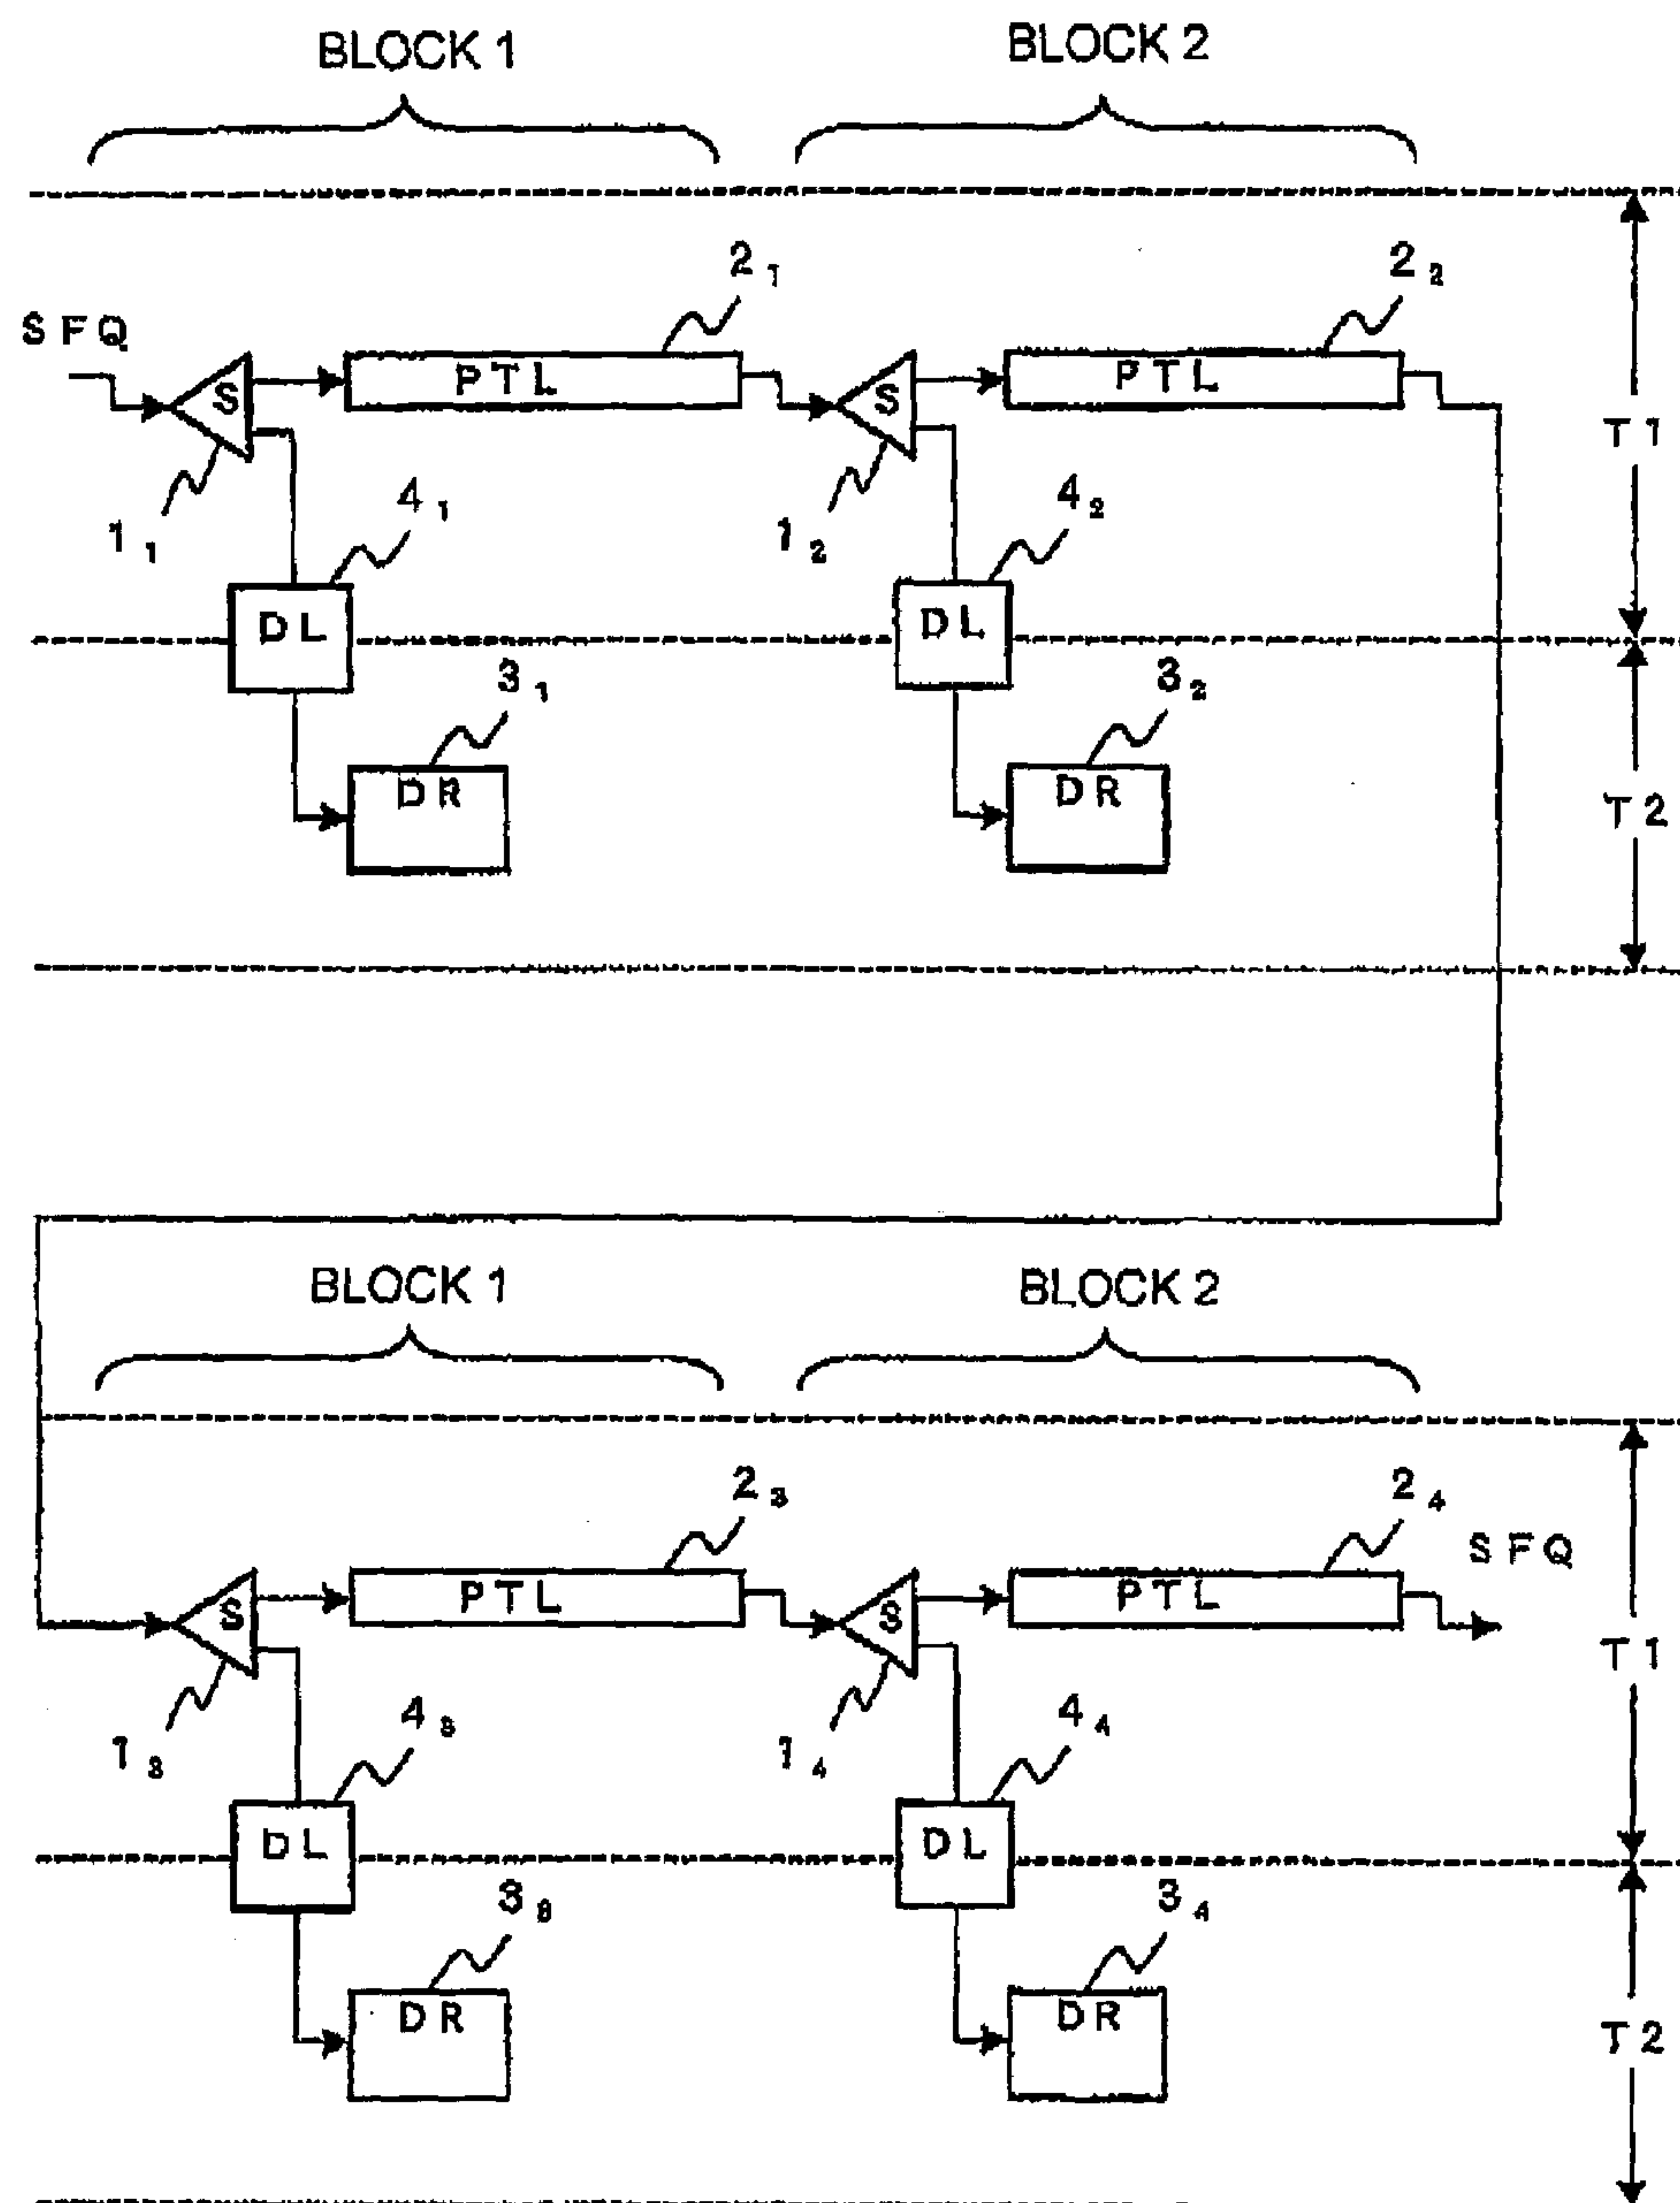 BLOCK 1 BLOCK 2
2₁ 2₂
SFQ
PTL PTL
S S
T1
4₁ 4₂
1₁ 1₂
DL DL
3₁ 3₂
DR DR
T2
BLOCK 1 BLOCK 2
2₃ 2₄
SFQ
PTL PTL
S S
T1
4₃ 4₄
1₃ 1₄
DL DL
3₃ 3₄
DR DR
T2